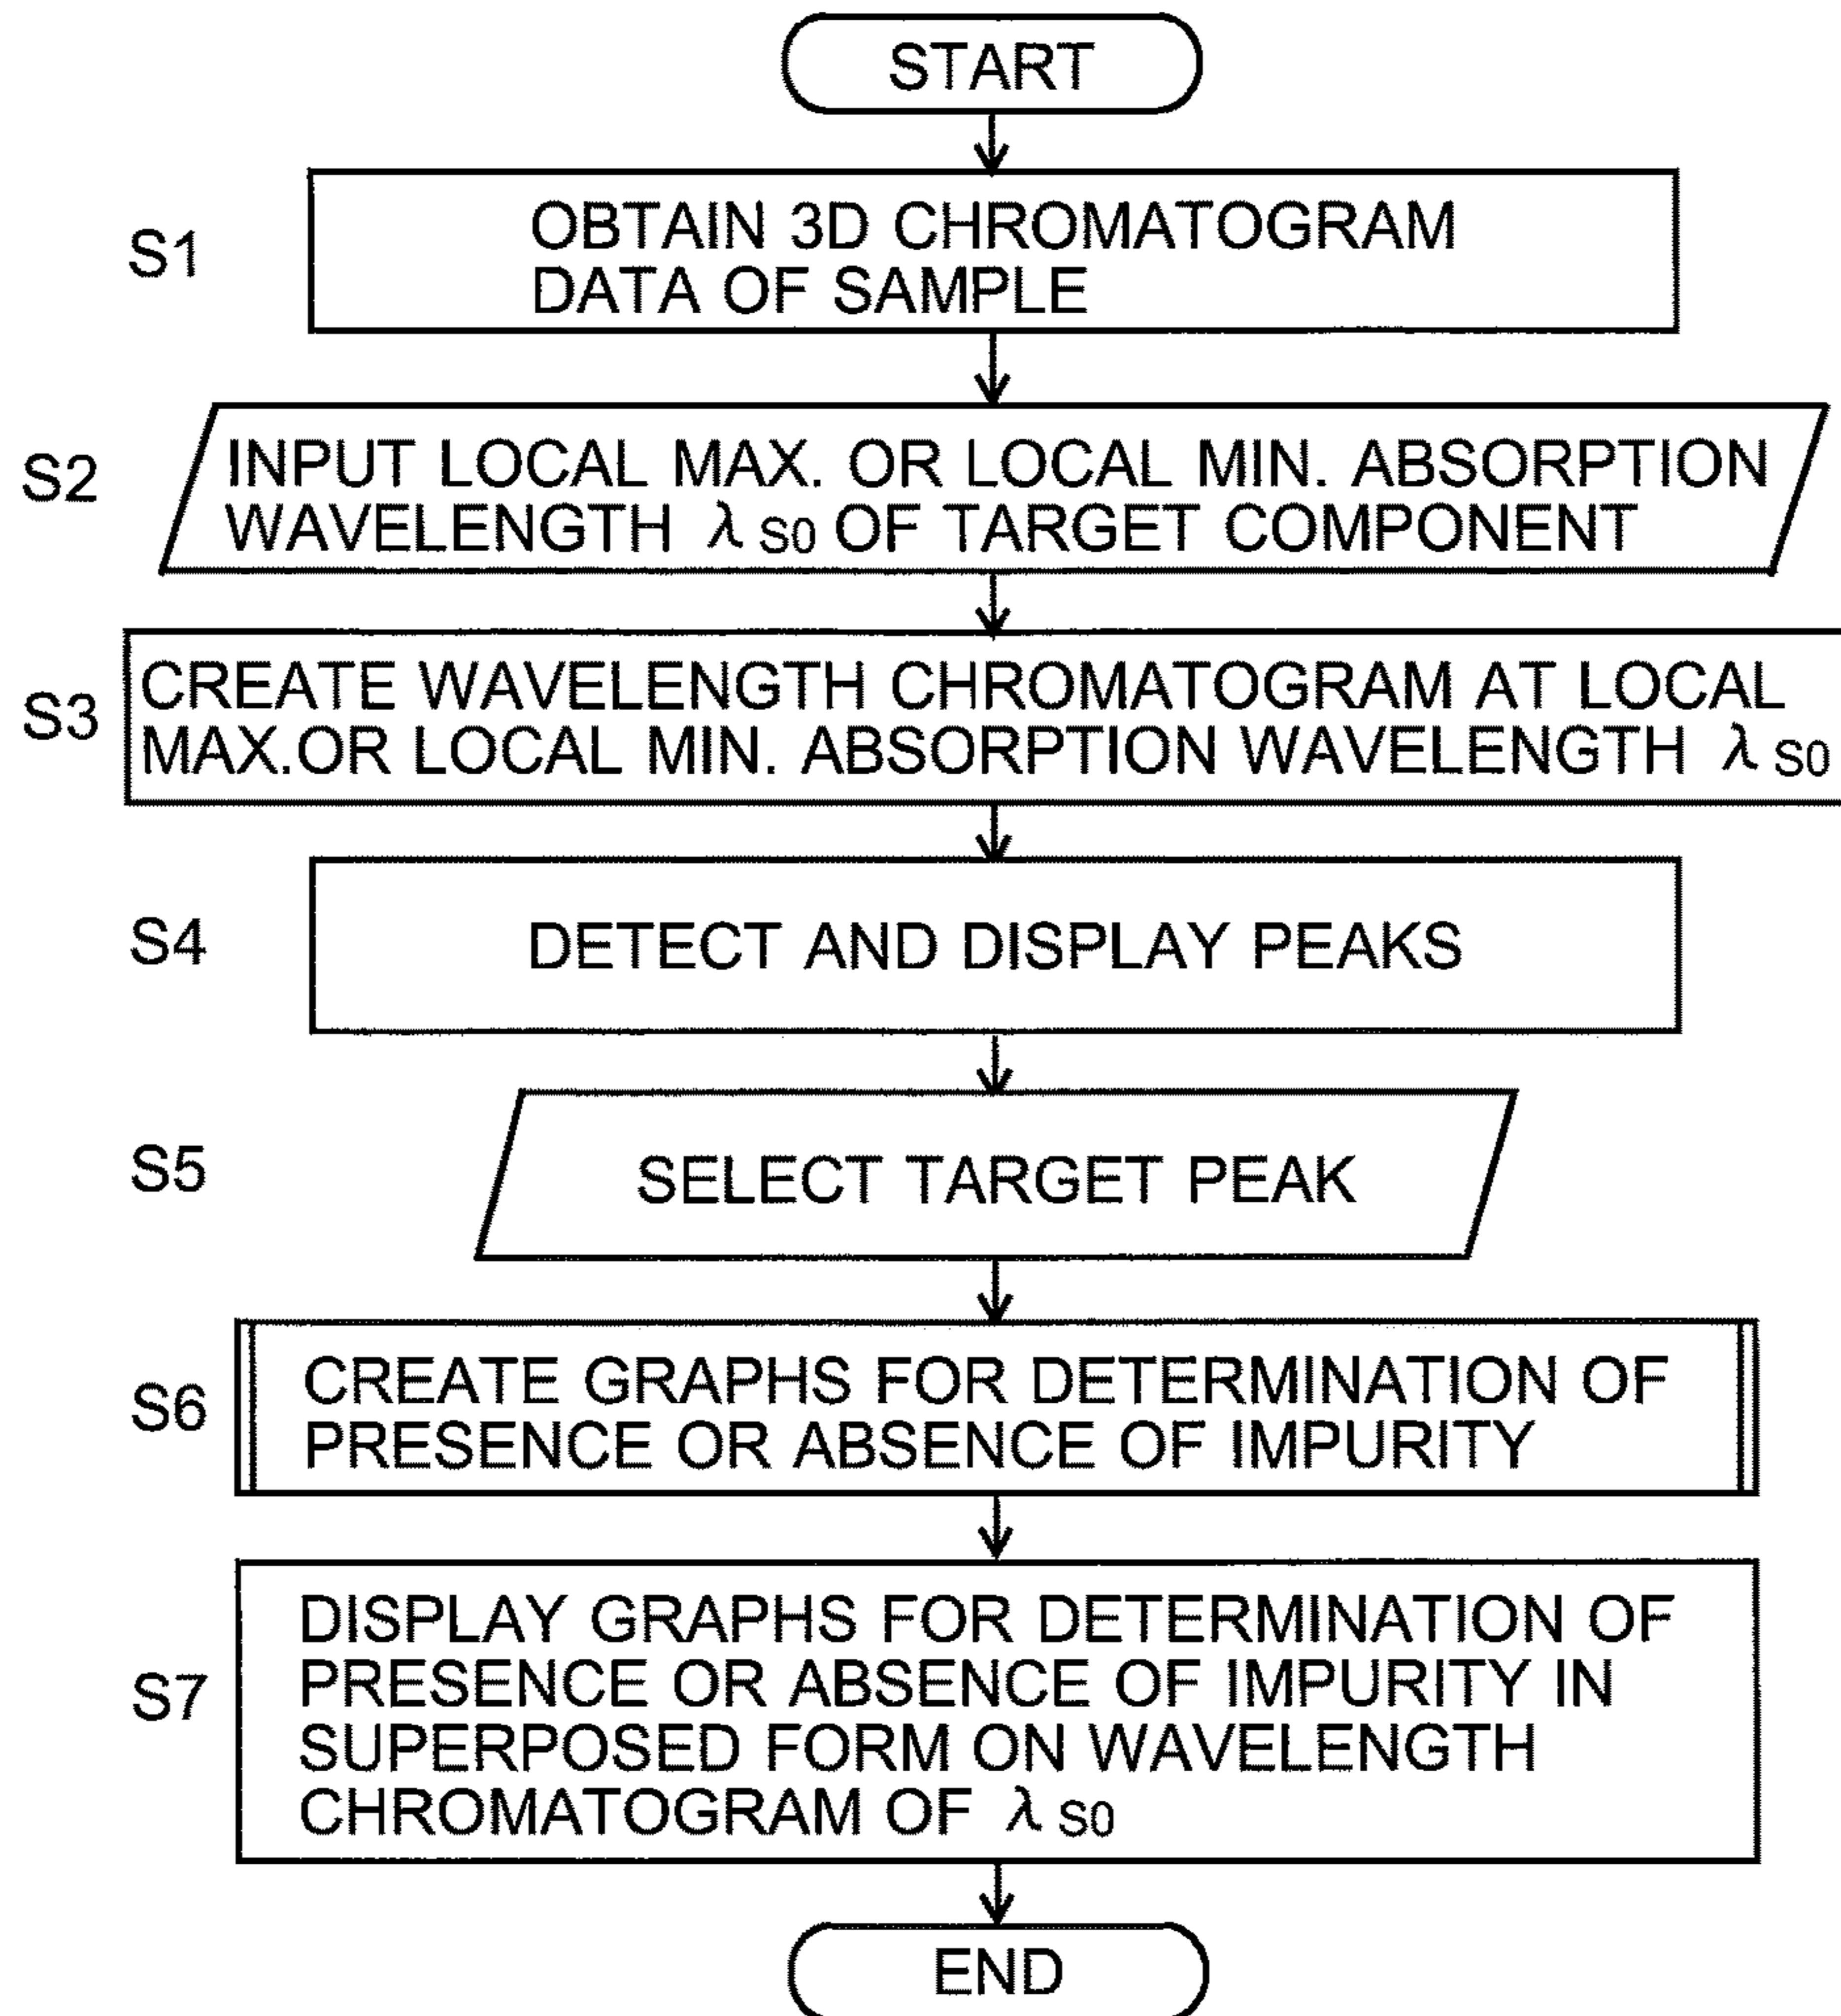 START
S1
OBTAIN 3D CHROMATOGRAM
DATA OF SAMPLE
S2
INPUT LOCAL MAX. OR LOCAL MIN. ABSORPTION
WAVELENGTH λS0 OF TARGET COMPONENT
S3
CREATE WAVELENGTH CHROMATOGRAM AT LOCAL
MAX.OR LOCAL MIN. ABSORPTION WAVELENGTH λS0
S4
DETECT AND DISPLAY PEAKS
S5
SELECT TARGET PEAK
S6
CREATE GRAPHS FOR DETERMINATION OF
PRESENCE OR ABSENCE OF IMPURITY
S7
DISPLAY GRAPHS FOR DETERMINATION OF
PRESENCE OR ABSENCE OF IMPURITY IN
SUPERPOSED FORM ON WAVELENGTH
CHROMATOGRAM OF λS0
END